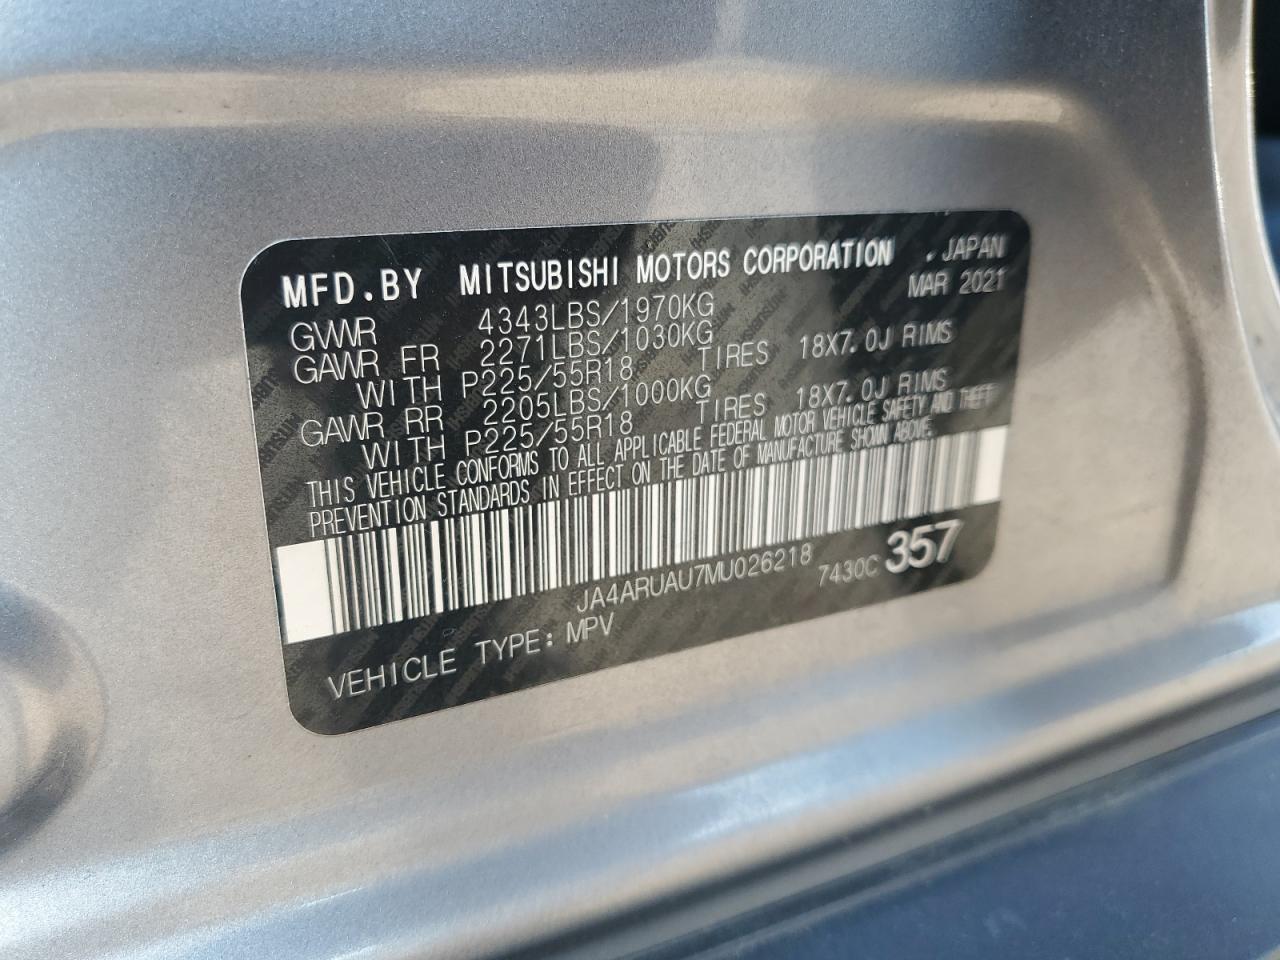 MFD.BY MITSUBISHI MOTORS CORPORATION . JAPAN
MAR 2021
GVWR 4343LBS/1970KG
GAWR FR 2271LBS/1030KG
WITH P225/55R18 TIRES 18X7.0J RIMS
GAWR RR 2205LBS/1000KG
WITH P225/55R18 TIRES 18X7.0J RIMS
THIS VEHICLE CONFORMS TO ALL APPLICABLE FEDERAL MOTOR VEHICLE SAFETY AND THEFT
PREVENTION STANDARDS IN EFFECT ON THE DATE OF MANUFACTURE SHOWN ABOVE.
JA4ARUAU7MU026218 7430C 357
VEHICLE TYPE: MPV